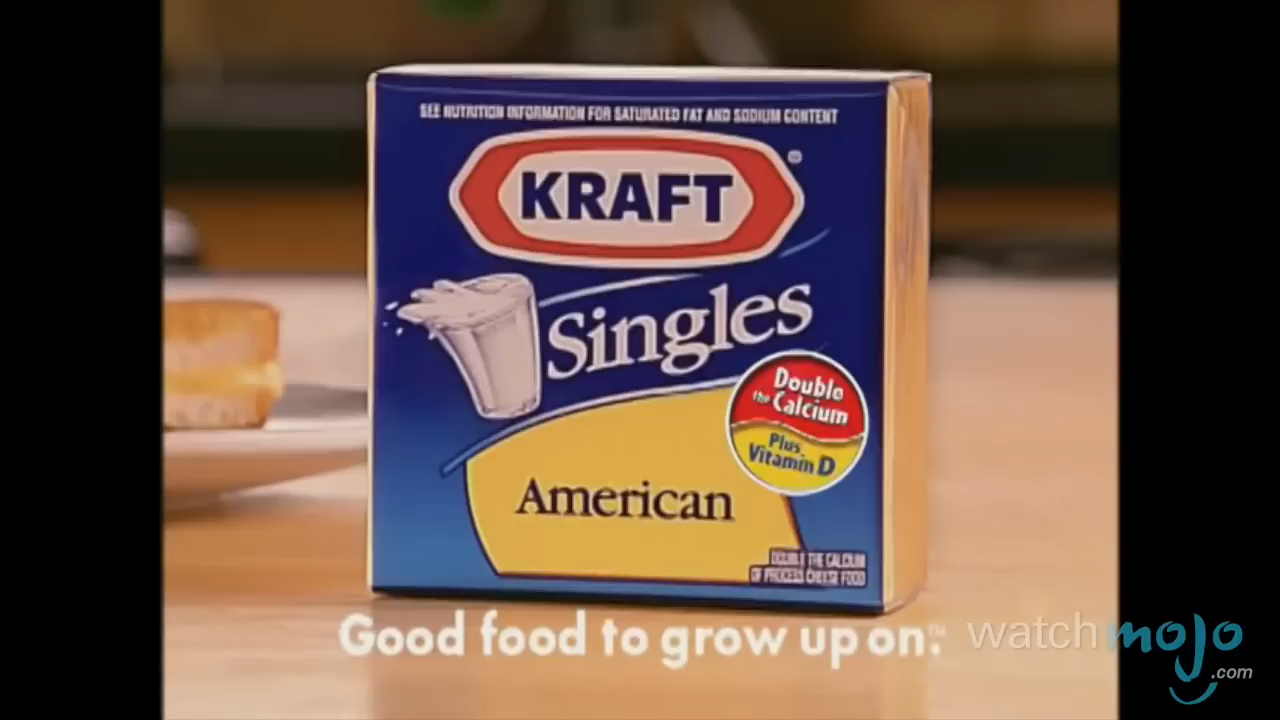 SEE NUTRITION INFORMATION FOR SATURATED FAT AND SODIUM CONTENT
KRAFT
®
Singles
Double
the Calcium
Plus
Vitamin D
American
DOUBLE THE CALCIUM
OF PROCESS CHEESE FOOD
Good food to grow up on.™
watchmojo
.com